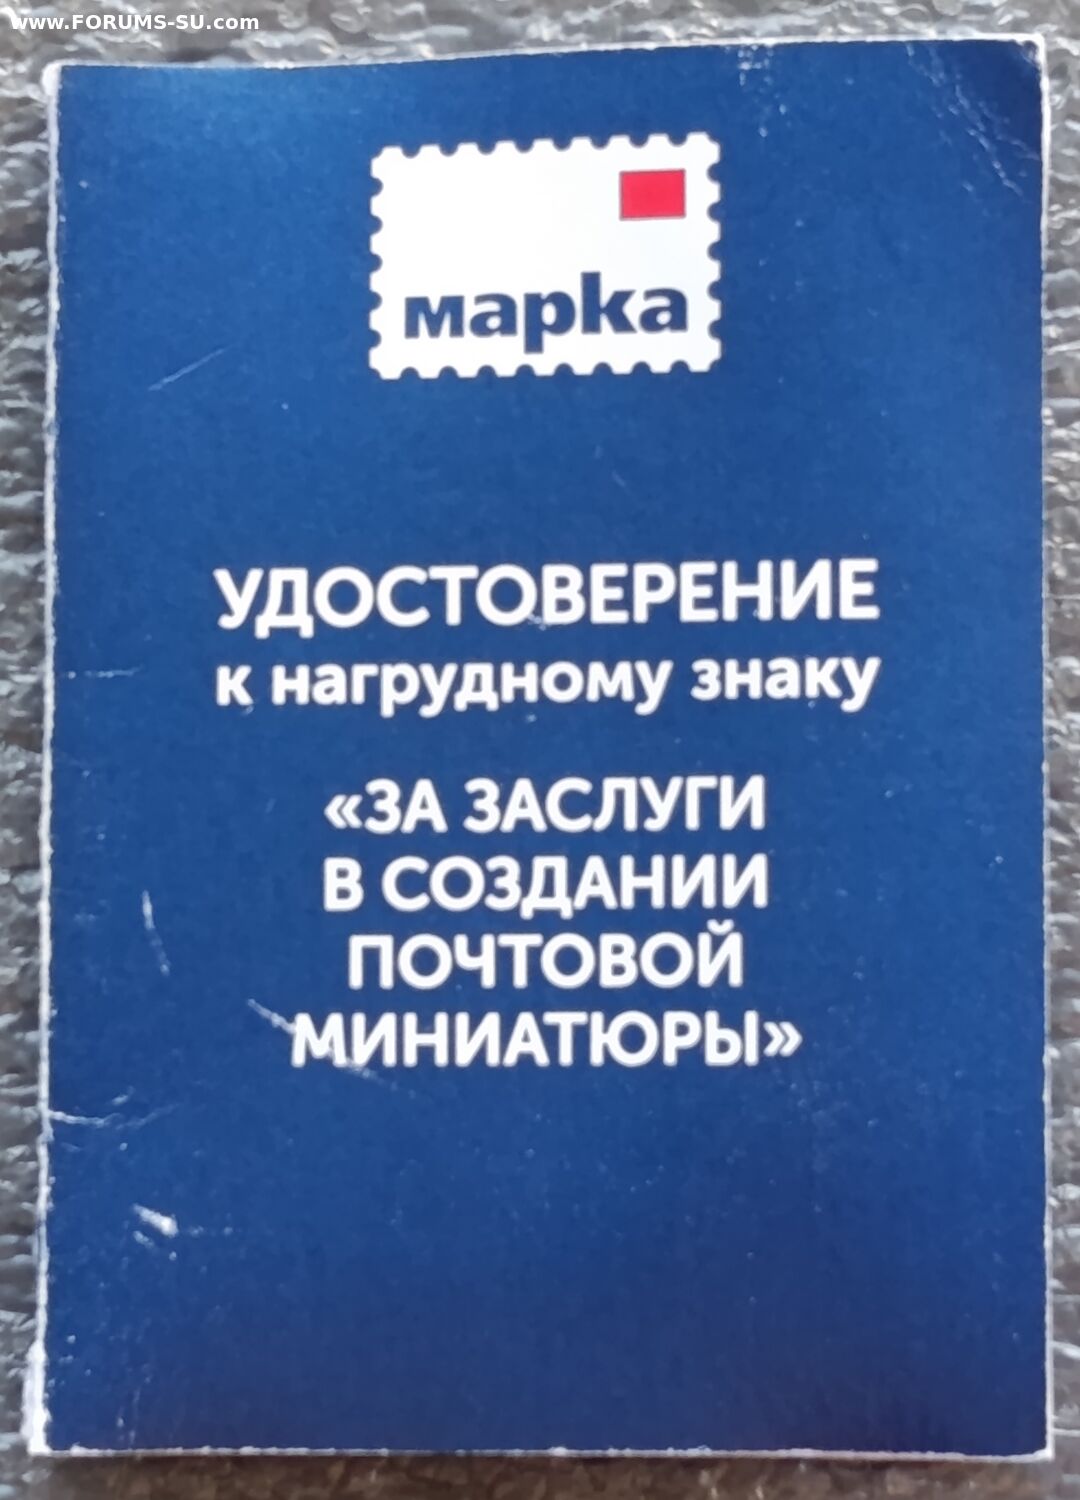 www.FORUMS-SU.com
марка
УДОСТОВЕРЕНИЕ
к нагрудному знаку
«ЗА ЗАСЛУГИ
В СОЗДАНИИ
ПОЧТОВОЙ
МИНИАТЮРЫ»